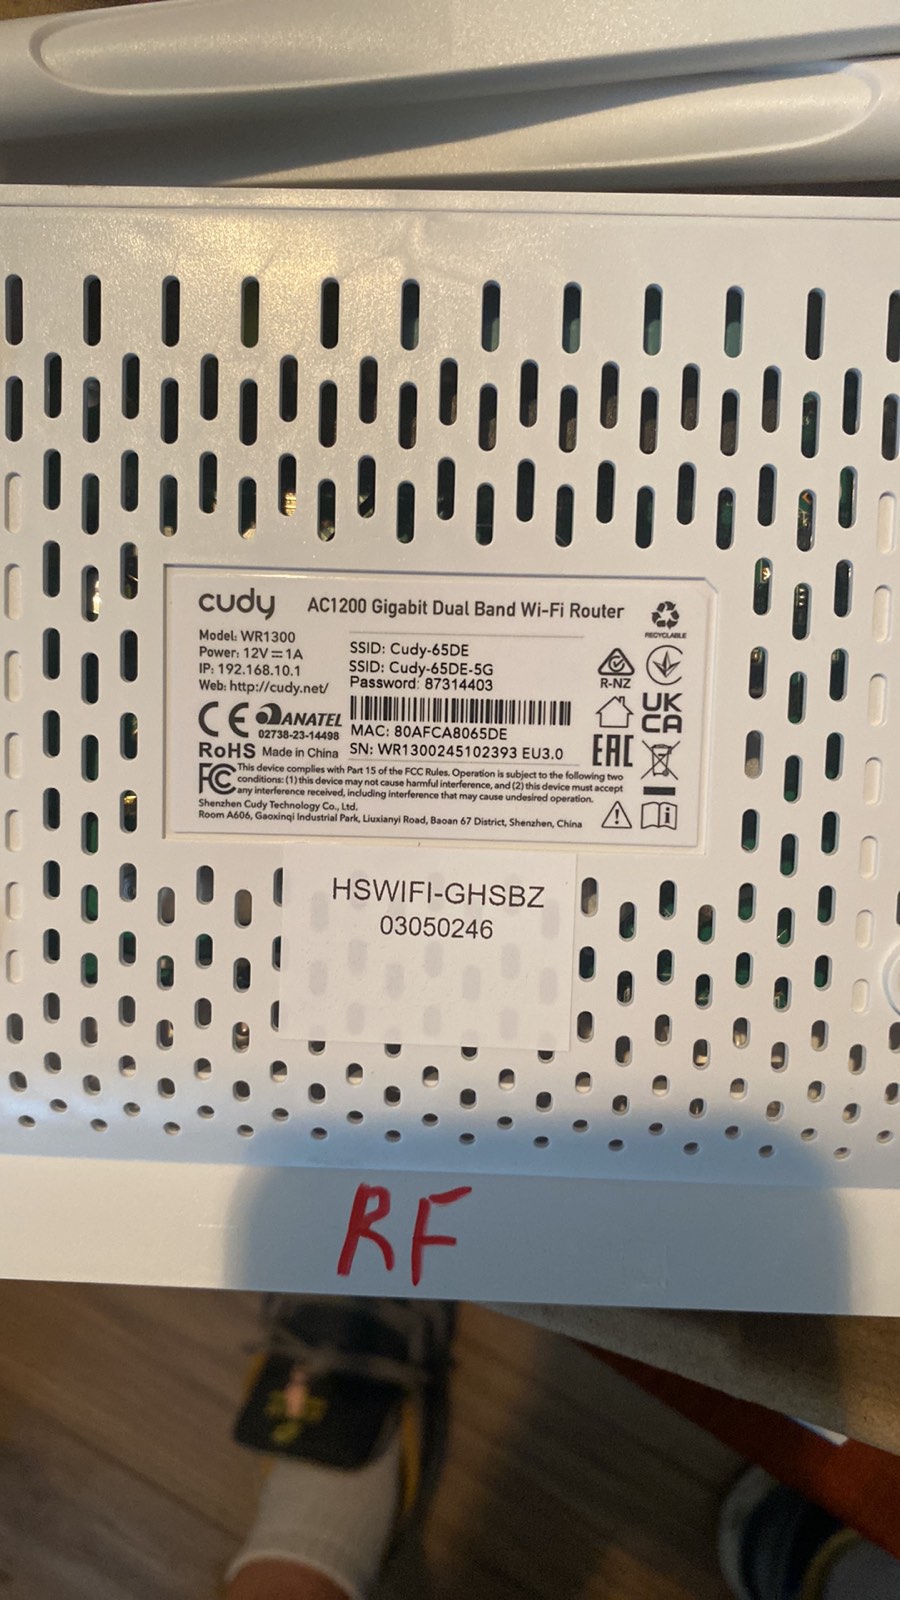 cudy AC1200 Gigabit Dual Band Wi-Fi Router
RECYCLABLE
Model: WR1300
Power: 12V⎓1A
IP: 192.168.10.1
Web: http://cudy.net/
SSID: Cudy-65DE
SSID: Cudy-65DE-5G
Password: 87314403
R-NZ
CE ANATEL
02738-23-14498
MAC: 80AFCA8065DE
UK
CA
RoHS Made in China
SN: WR1300245102393 EU3.0
EAC
FC This device complies with Part 15 of the FCC Rules. Operation is subject to the following two
conditions: (1) this device may not cause harmful interference, and (2) this device must accept
any interference received, including interference that may cause undesired operation.
Shenzhen Cudy Technology Co., Ltd.
Room A606, Gaoxinqi Industrial Park, Liuxianyi Road, Baoan 67 District, Shenzhen, China
HSWIFI-GHSBZ
03050246
RF